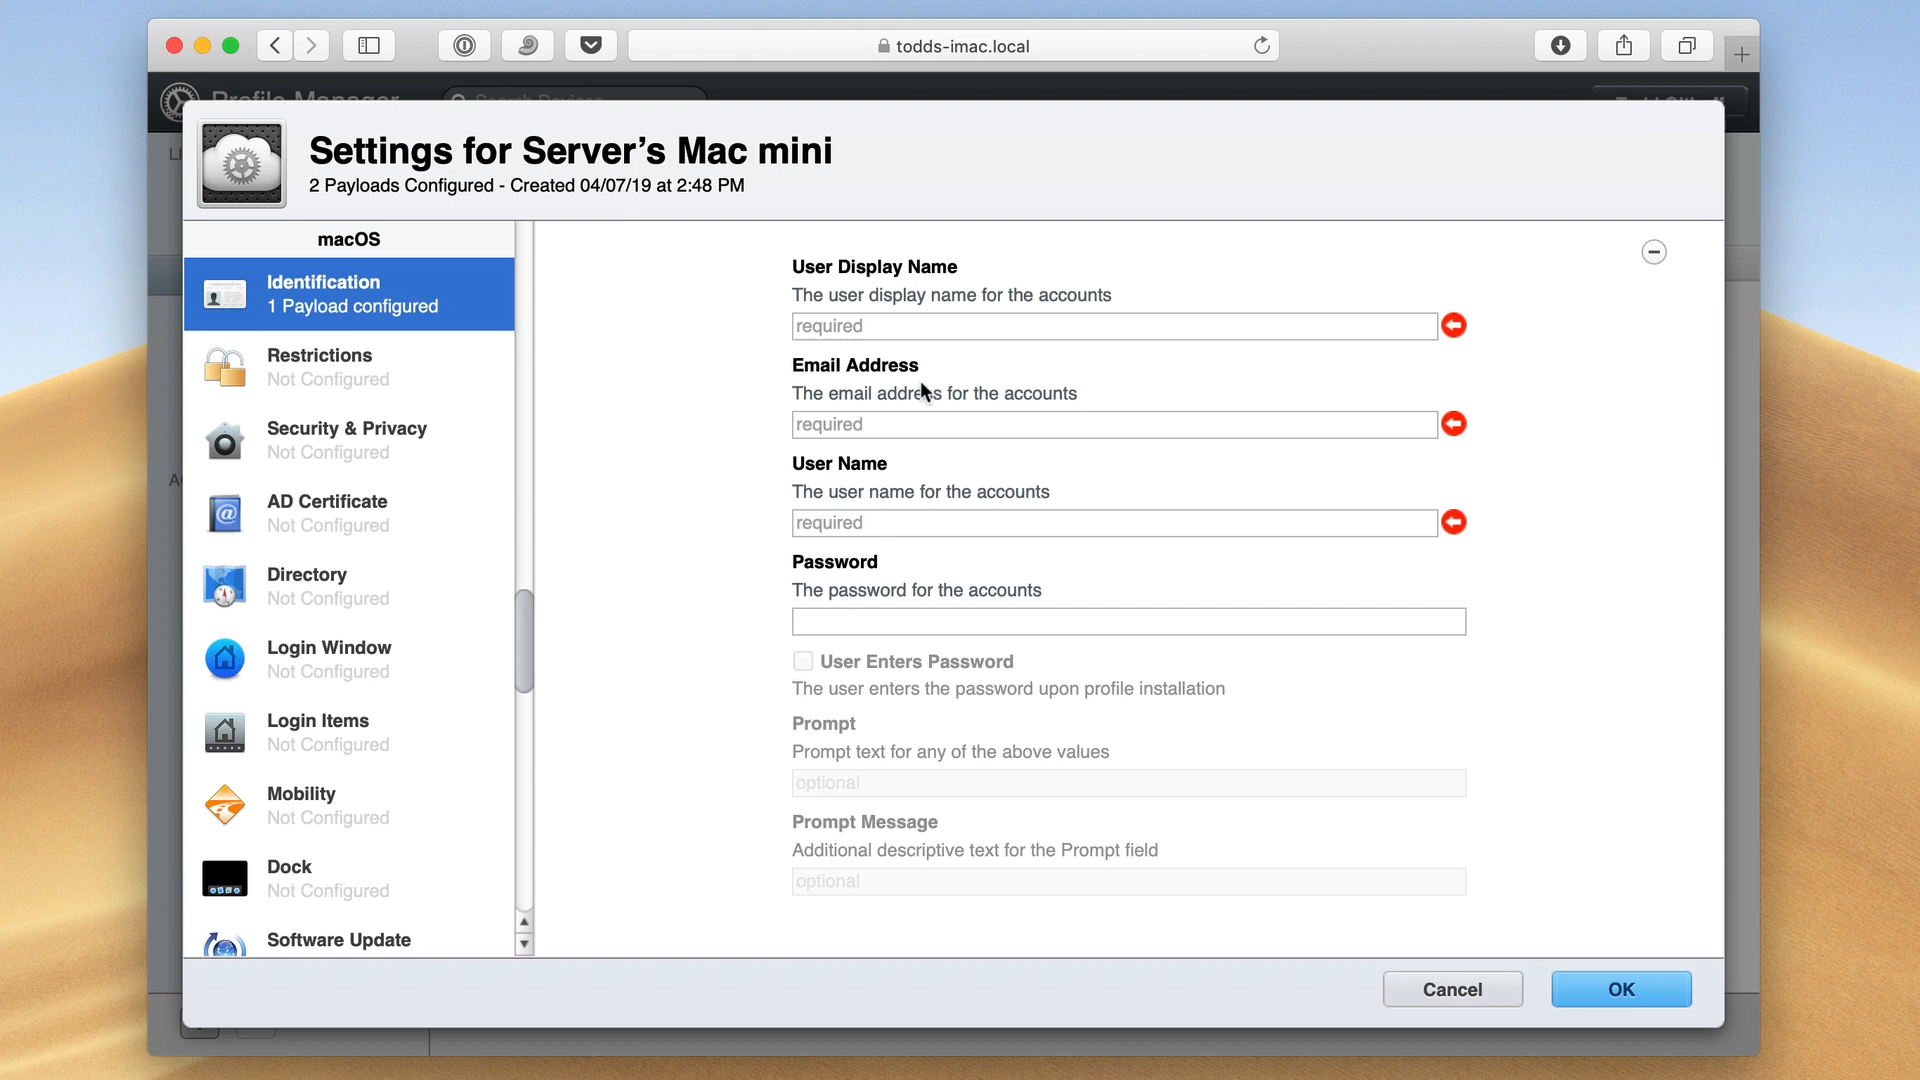 todds-imac.local
Profile Manager
Search Devices
Settings for Server's Mac mini
2 Payloads Configured - Created 04/07/19 at 2:48 PM
macOS
Identification
1 Payload configured
Restrictions
Not Configured
Security & Privacy
Not Configured
AD Certificate
Not Configured
Directory
Not Configured
Login Window
Not Configured
Login Items
Not Configured
Mobility
Not Configured
Dock
Not Configured
Software Update
User Display Name
The user display name for the accounts
required
Email Address
The email address for the accounts
required
User Name
The user name for the accounts
required
Password
The password for the accounts
User Enters Password
The user enters the password upon profile installation
Prompt
Prompt text for any of the above values
optional
Prompt Message
Additional descriptive text for the Prompt field
optional
Cancel
OK